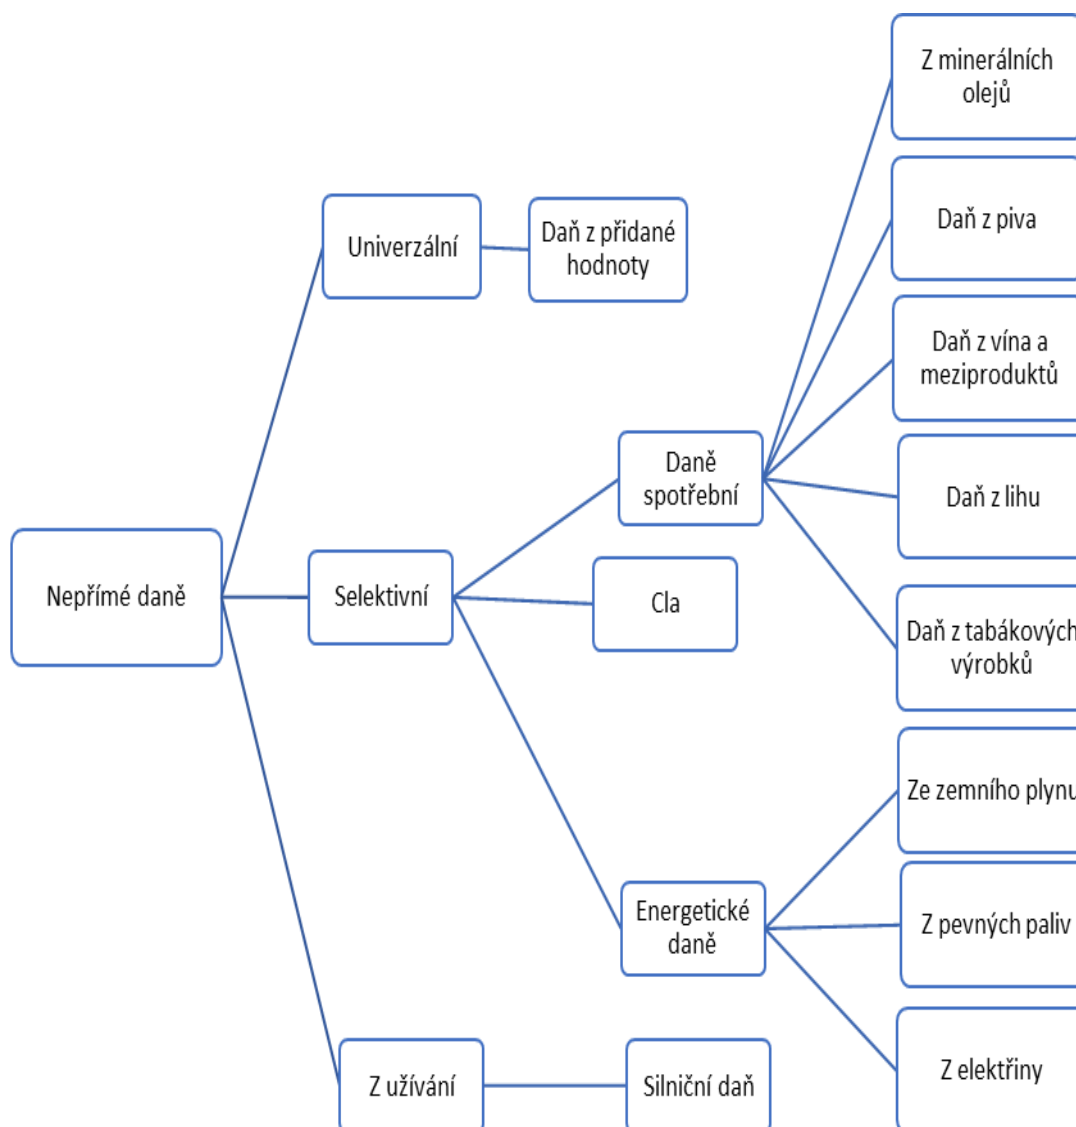 Z minerálních
olejů
Daň z piva
Univerzální
Daň z přidané
hodnoty
Daň z vína a
meziproduktů
Daně
spotřební
Daň z lihu
Nepřímé daně
Selektivní
Cla
Daň z tabákových
výrobků
Ze zemního plynu
Energetické
daně
Z pevných paliv
Z užívání
Silniční daň
Z elektřiny